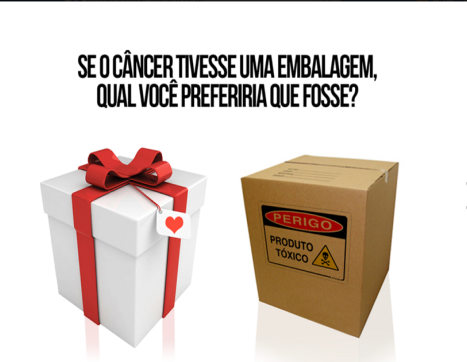 SE O CÂNCER TIVESSE UMA EMBALAGEM,
QUAL VOCÊ PREFERIRIA QUE FOSSE?
PERIGO
PRODUTO
TÓXICO